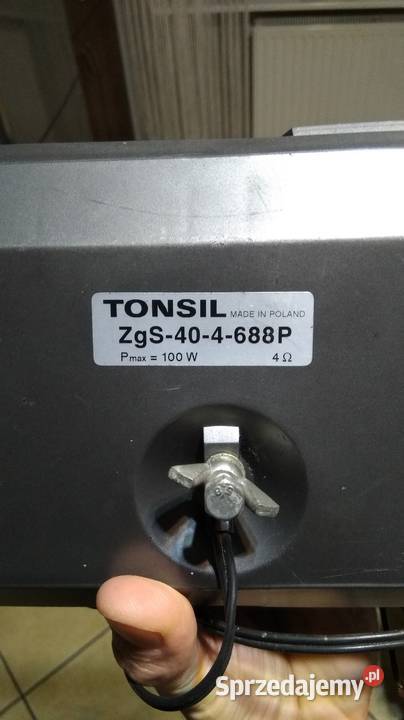 TONSIL MADE IN POLAND
ZgS-40-4-688P
Pmax = 100 W 4 Ω
Sprzedajemy.pl